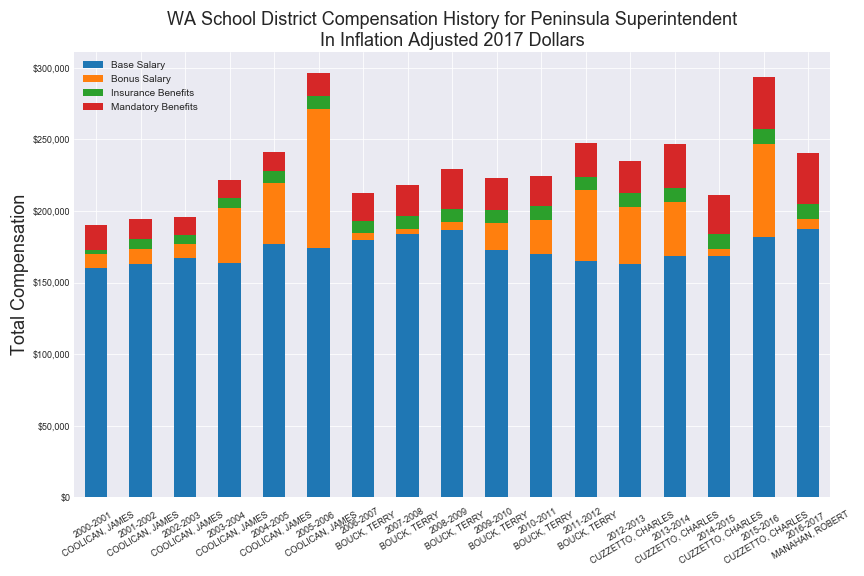 WA School District Compensation History for Peninsula Superintendent
In Inflation Adjusted 2017 Dollars
Base Salary
Bonus Salary
Insurance Benefits
Mandatory Benefits
Total Compensation
$300,000
$250,000
$200,000
$150,000
$100,000
$50,000
$0
2000-2001
COOLICAN, JAMES
2001-2002
COOLICAN, JAMES
2002-2003
COOLICAN, JAMES
2003-2004
COOLICAN, JAMES
2004-2005
COOLICAN, JAMES
2005-2006
COOLICAN, JAMES
2006-2007
BOUCK, TERRY
2007-2008
BOUCK, TERRY
2008-2009
BOUCK, TERRY
2009-2010
BOUCK, TERRY
2010-2011
BOUCK, TERRY
2011-2012
BOUCK, TERRY
2012-2013
CUZZETTO, CHARLES
2013-2014
CUZZETTO, CHARLES
2014-2015
CUZZETTO, CHARLES
2015-2016
CUZZETTO, CHARLES
2016-2017
MANAHAN, ROBERT